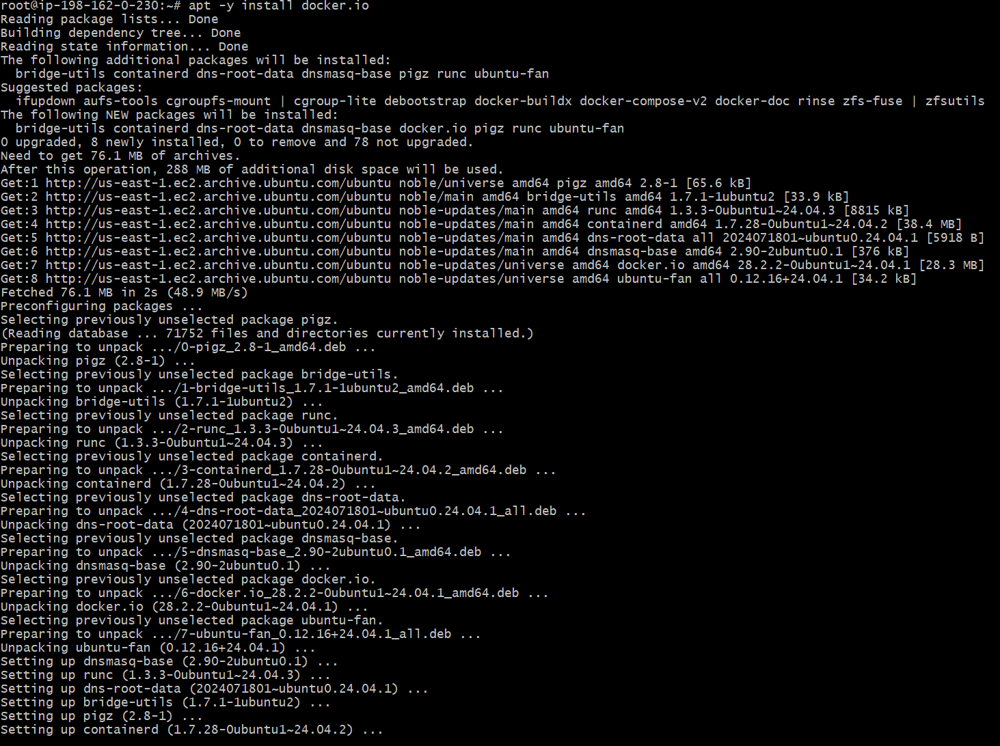 root@ip-198-162-0-230:~# apt -y install docker.io
Reading package lists... Done
Building dependency tree... Done
Reading state information... Done
The following additional packages will be installed:
  bridge-utils containerd dns-root-data dnsmasq-base pigz runc ubuntu-fan
Suggested packages:
  ifupdown aufs-tools cgroupfs-mount | cgroup-lite debootstrap docker-buildx docker-compose-v2 docker-doc rinse zfs-fuse | zfsutils
The following NEW packages will be installed:
  bridge-utils containerd dns-root-data dnsmasq-base docker.io pigz runc ubuntu-fan
0 upgraded, 8 newly installed, 0 to remove and 78 not upgraded.
Need to get 76.1 MB of archives.
After this operation, 288 MB of additional disk space will be used.
Get:1 http://us-east-1.ec2.archive.ubuntu.com/ubuntu noble/universe amd64 pigz amd64 2.8-1 [65.6 kB]
Get:2 http://us-east-1.ec2.archive.ubuntu.com/ubuntu noble/main amd64 bridge-utils amd64 1.7.1-1ubuntu2 [33.9 kB]
Get:3 http://us-east-1.ec2.archive.ubuntu.com/ubuntu noble-updates/main amd64 runc amd64 1.3.3-0ubuntu1~24.04.3 [8815 kB]
Get:4 http://us-east-1.ec2.archive.ubuntu.com/ubuntu noble-updates/main amd64 containerd amd64 1.7.28-0ubuntu1~24.04.2 [38.4 MB]
Get:5 http://us-east-1.ec2.archive.ubuntu.com/ubuntu noble-updates/main amd64 dns-root-data all 2024071801~ubuntu0.24.04.1 [5918 B]
Get:6 http://us-east-1.ec2.archive.ubuntu.com/ubuntu noble-updates/main amd64 dnsmasq-base amd64 2.90-2ubuntu0.1 [376 kB]
Get:7 http://us-east-1.ec2.archive.ubuntu.com/ubuntu noble-updates/universe amd64 docker.io amd64 28.2.2-0ubuntu1~24.04.1 [28.3 MB]
Get:8 http://us-east-1.ec2.archive.ubuntu.com/ubuntu noble-updates/universe amd64 ubuntu-fan all 0.12.16+24.04.1 [34.2 kB]
Fetched 76.1 MB in 2s (48.9 MB/s)
Preconfiguring packages ...
Selecting previously unselected package pigz.
(Reading database ... 71752 files and directories currently installed.)
Preparing to unpack .../0-pigz_2.8-1_amd64.deb ...
Unpacking pigz (2.8-1) ...
Selecting previously unselected package bridge-utils.
Preparing to unpack .../1-bridge-utils_1.7.1-1ubuntu2_amd64.deb ...
Unpacking bridge-utils (1.7.1-1ubuntu2) ...
Selecting previously unselected package runc.
Preparing to unpack .../2-runc_1.3.3-0ubuntu1~24.04.3_amd64.deb ...
Unpacking runc (1.3.3-0ubuntu1~24.04.3) ...
Selecting previously unselected package containerd.
Preparing to unpack .../3-containerd_1.7.28-0ubuntu1~24.04.2_amd64.deb ...
Unpacking containerd (1.7.28-0ubuntu1~24.04.2) ...
Selecting previously unselected package dns-root-data.
Preparing to unpack .../4-dns-root-data_2024071801~ubuntu0.24.04.1_all.deb ...
Unpacking dns-root-data (2024071801~ubuntu0.24.04.1) ...
Selecting previously unselected package dnsmasq-base.
Preparing to unpack .../5-dnsmasq-base_2.90-2ubuntu0.1_amd64.deb ...
Unpacking dnsmasq-base (2.90-2ubuntu0.1) ...
Selecting previously unselected package docker.io.
Preparing to unpack .../6-docker.io_28.2.2-0ubuntu1~24.04.1_amd64.deb ...
Unpacking docker.io (28.2.2-0ubuntu1~24.04.1) ...
Selecting previously unselected package ubuntu-fan.
Preparing to unpack .../7-ubuntu-fan_0.12.16+24.04.1_all.deb ...
Unpacking ubuntu-fan (0.12.16+24.04.1) ...
Setting up dnsmasq-base (2.90-2ubuntu0.1) ...
Setting up runc (1.3.3-0ubuntu1~24.04.3) ...
Setting up dns-root-data (2024071801~ubuntu0.24.04.1) ...
Setting up bridge-utils (1.7.1-1ubuntu2) ...
Setting up pigz (2.8-1) ...
Setting up containerd (1.7.28-0ubuntu1~24.04.2) ...